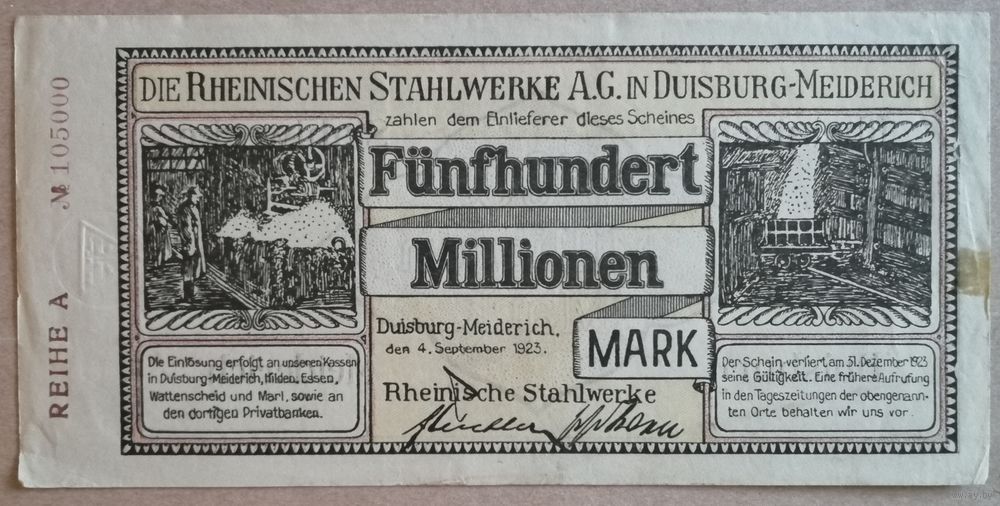 DIE RHEINISCHEN STAHLWERKE A.G. IN DUISBURG-MEIDERICH
zahlen dem Einlieferer dieses Scheines
Fünfhundert
Millionen
MARK
Duisburg-Meiderich,
den 4. September 1923.
Rheinische Stahlwerke
Die Einlösung erfolgt an unseren Kassen
in Duisburg-Meiderich, Hilden, Essen,
Wattenscheid und Marl, sowie an
den dortigen Privatbanken.
Der Schein verliert am 31. Dezember 1923
seine Gültigkeit. Eine frühere Aufrufung
in den Tageszeitungen der obengenann-
ten Orte behalten wir uns vor.
REIHE A № 1105000